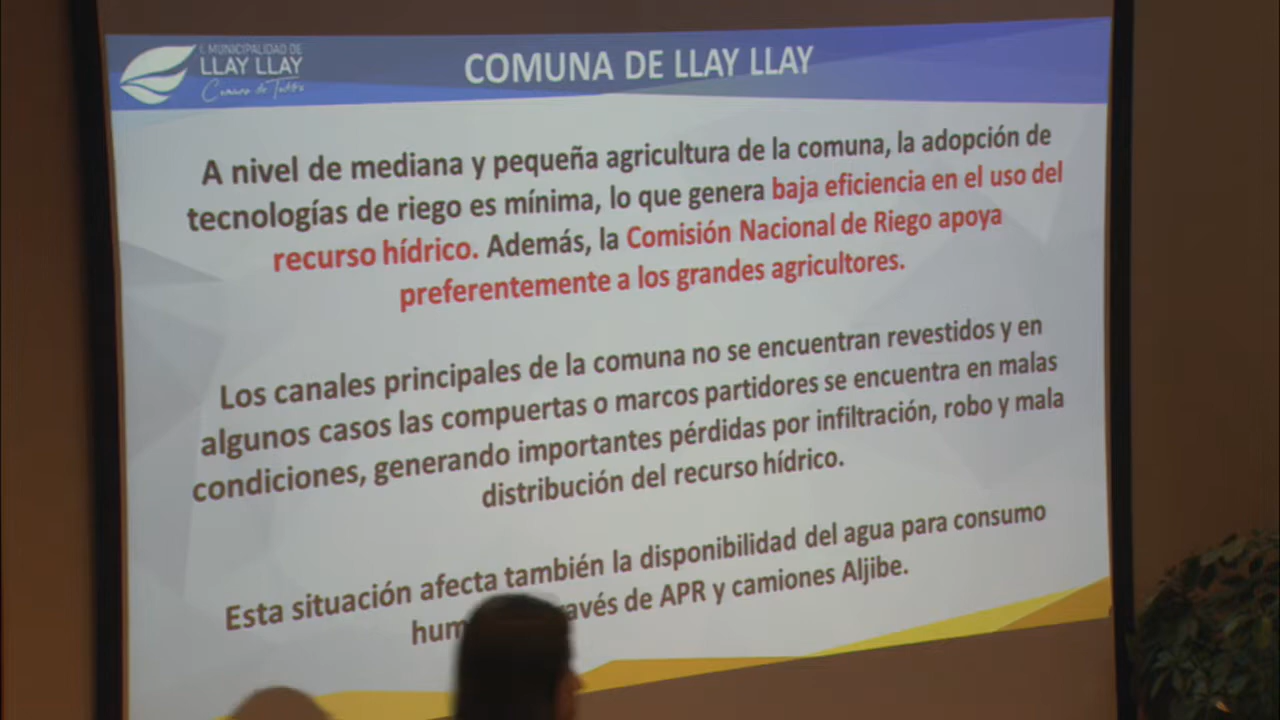 I. MUNICIPALIDAD DE
LLAY LLAY
Comuna de Todos
COMUNA DE LLAY LLAY
A nivel de mediana y pequeña agricultura de la comuna, la adopción de
tecnologías de riego es mínima, lo que genera baja eficiencia en el uso del
recurso hídrico. Además, la Comisión Nacional de Riego apoya
preferentemente a los grandes agricultores.
Los canales principales de la comuna no se encuentran revestidos y en
algunos casos las compuertas o marcos partidores se encuentra en malas
condiciones, generando importantes pérdidas por infiltración, robo y mala
distribución del recurso hídrico.
Esta situación afecta también la disponibilidad del agua para consumo
hum ravés de APR y camiones Aljibe.